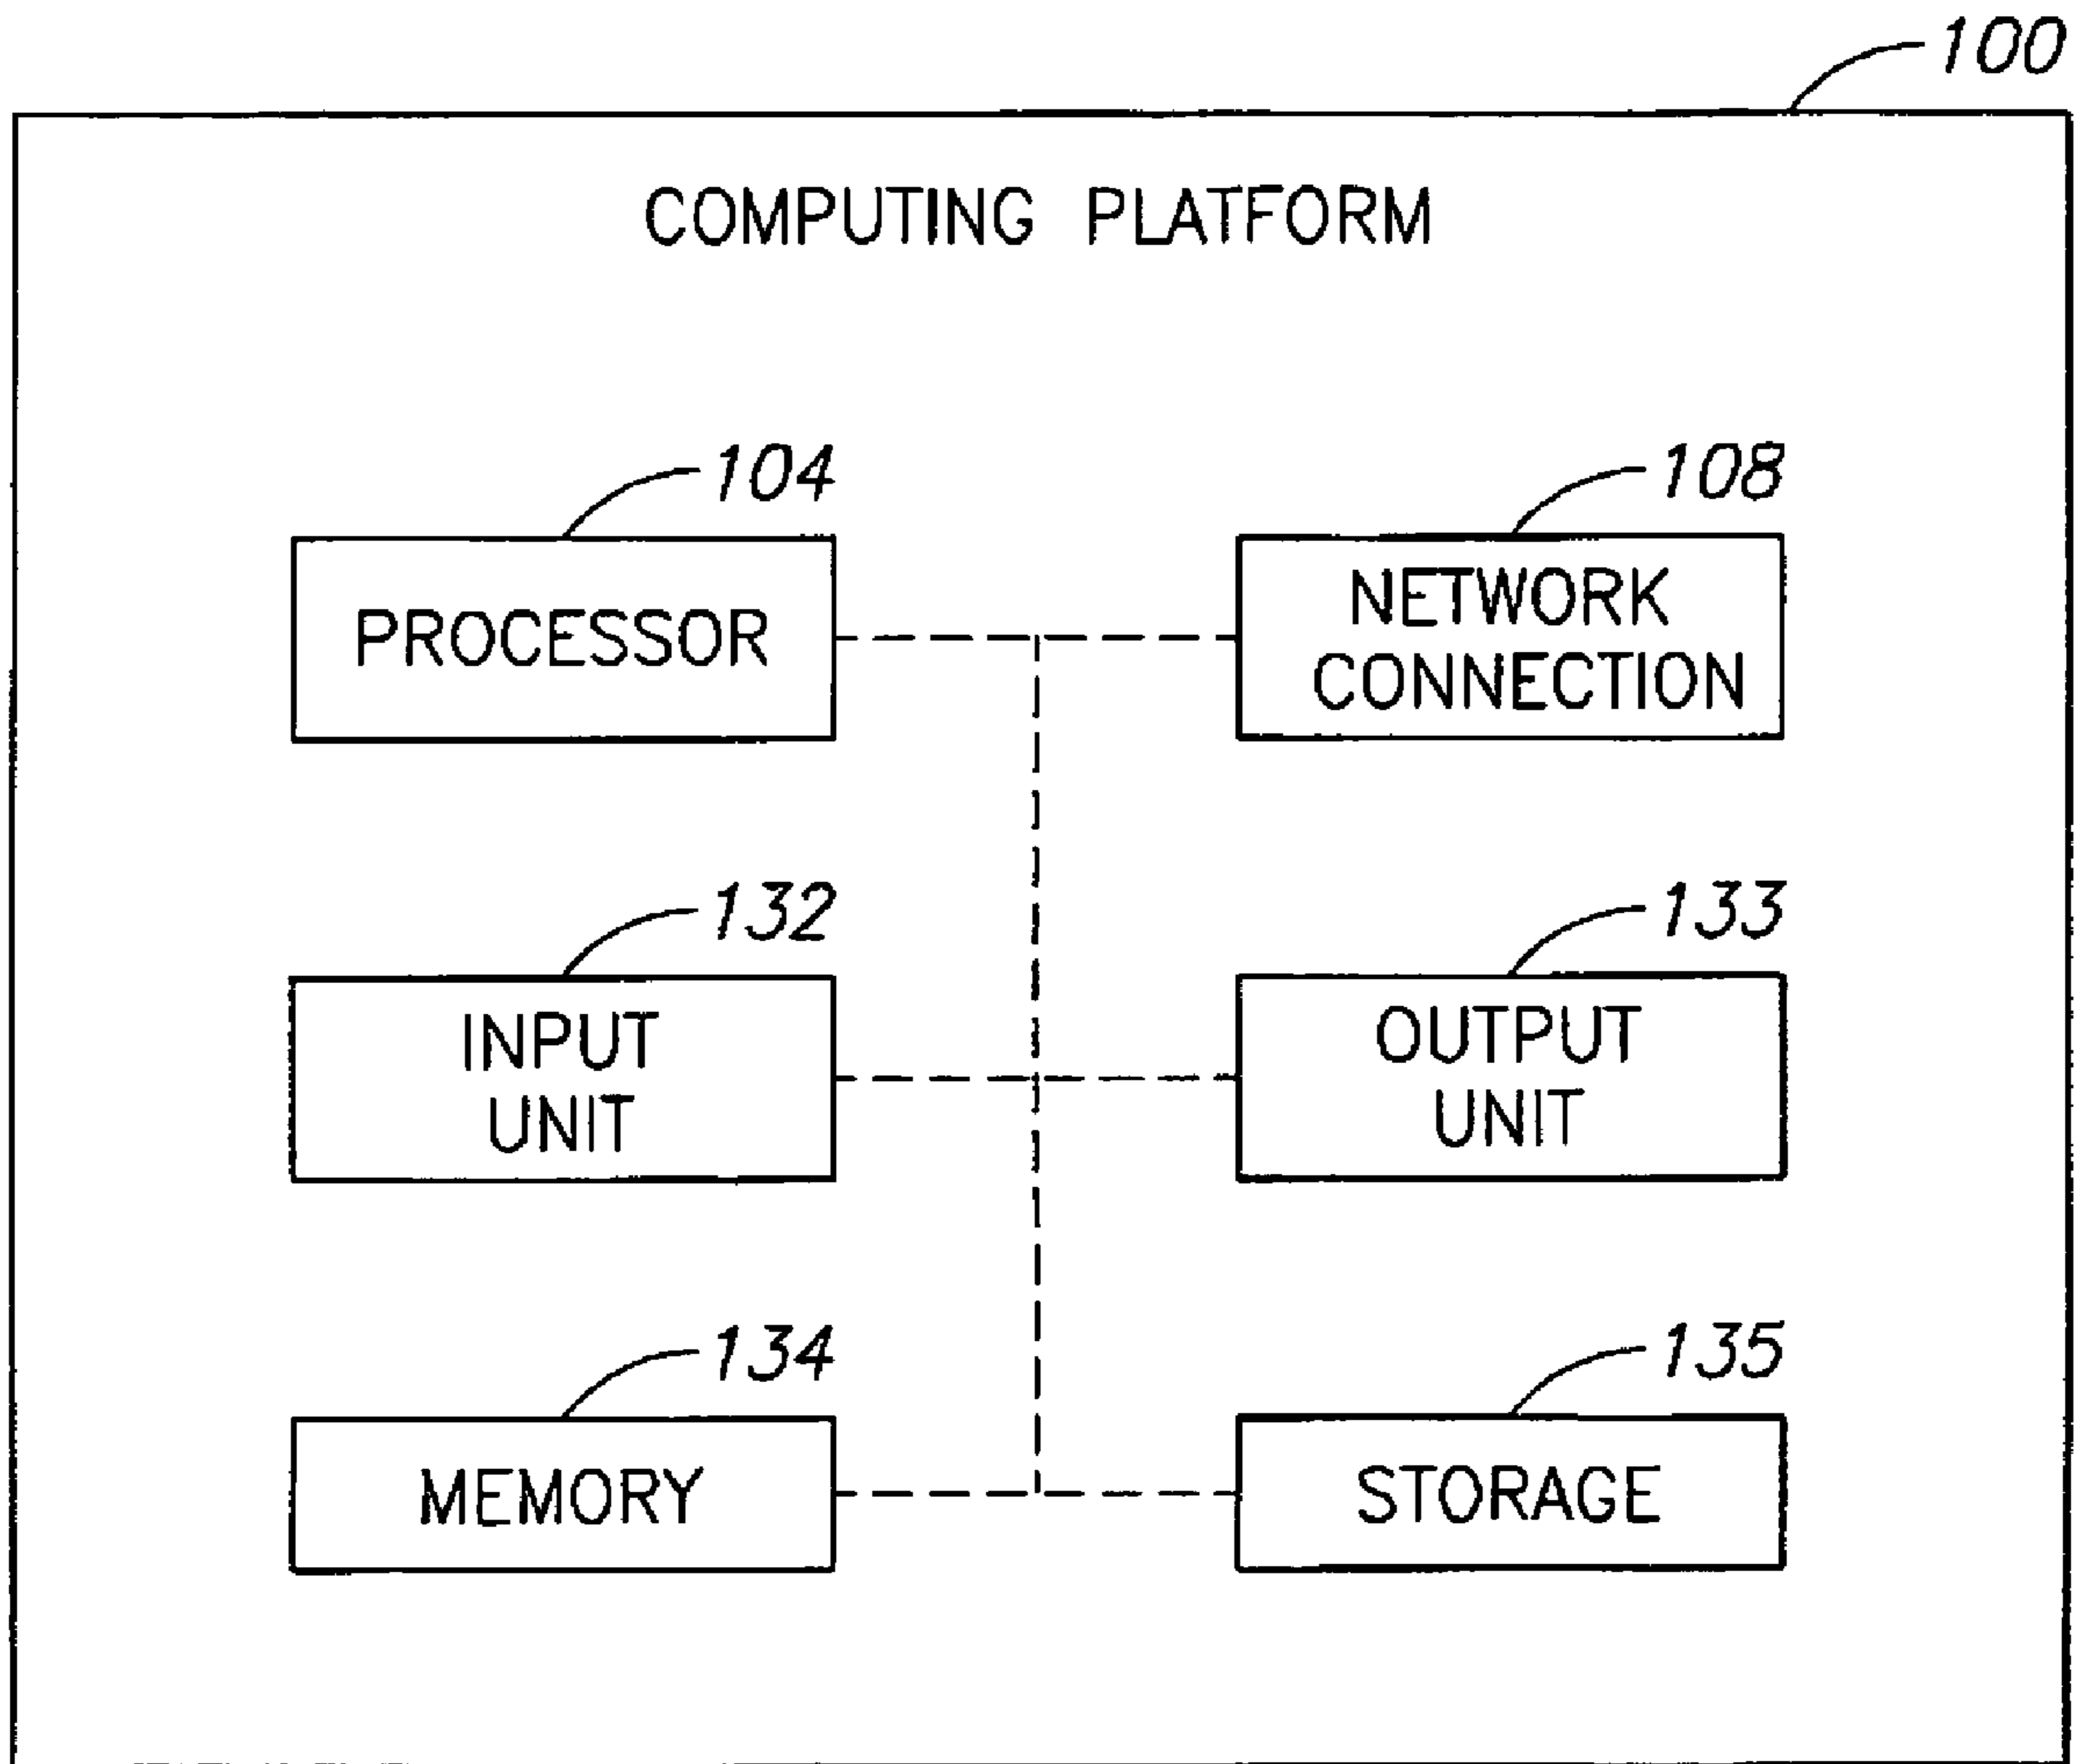 100
COMPUTING PLATFORM
104
108
PROCESSOR
NETWORK
CONNECTION
132
133
INPUT
UNIT
OUTPUT
UNIT
134
135
MEMORY
STORAGE